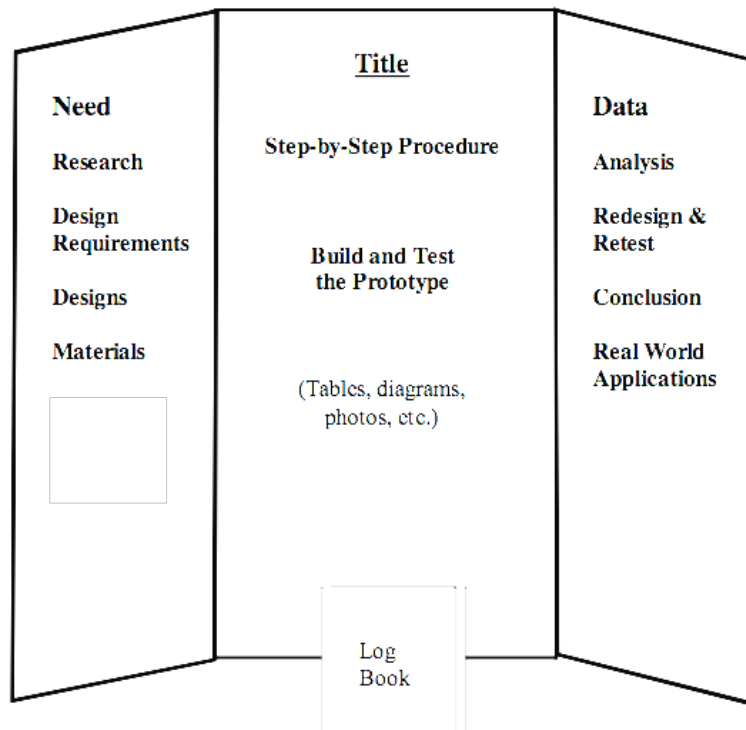 Need
Research
Design
Requirements
Designs
Materials
Title
Step-by-Step Procedure
Build and Test
the Prototype
(Tables, diagrams,
photos, etc.)
Log
Book
Data
Analysis
Redesign &
Retest
Conclusion
Real World
Applications